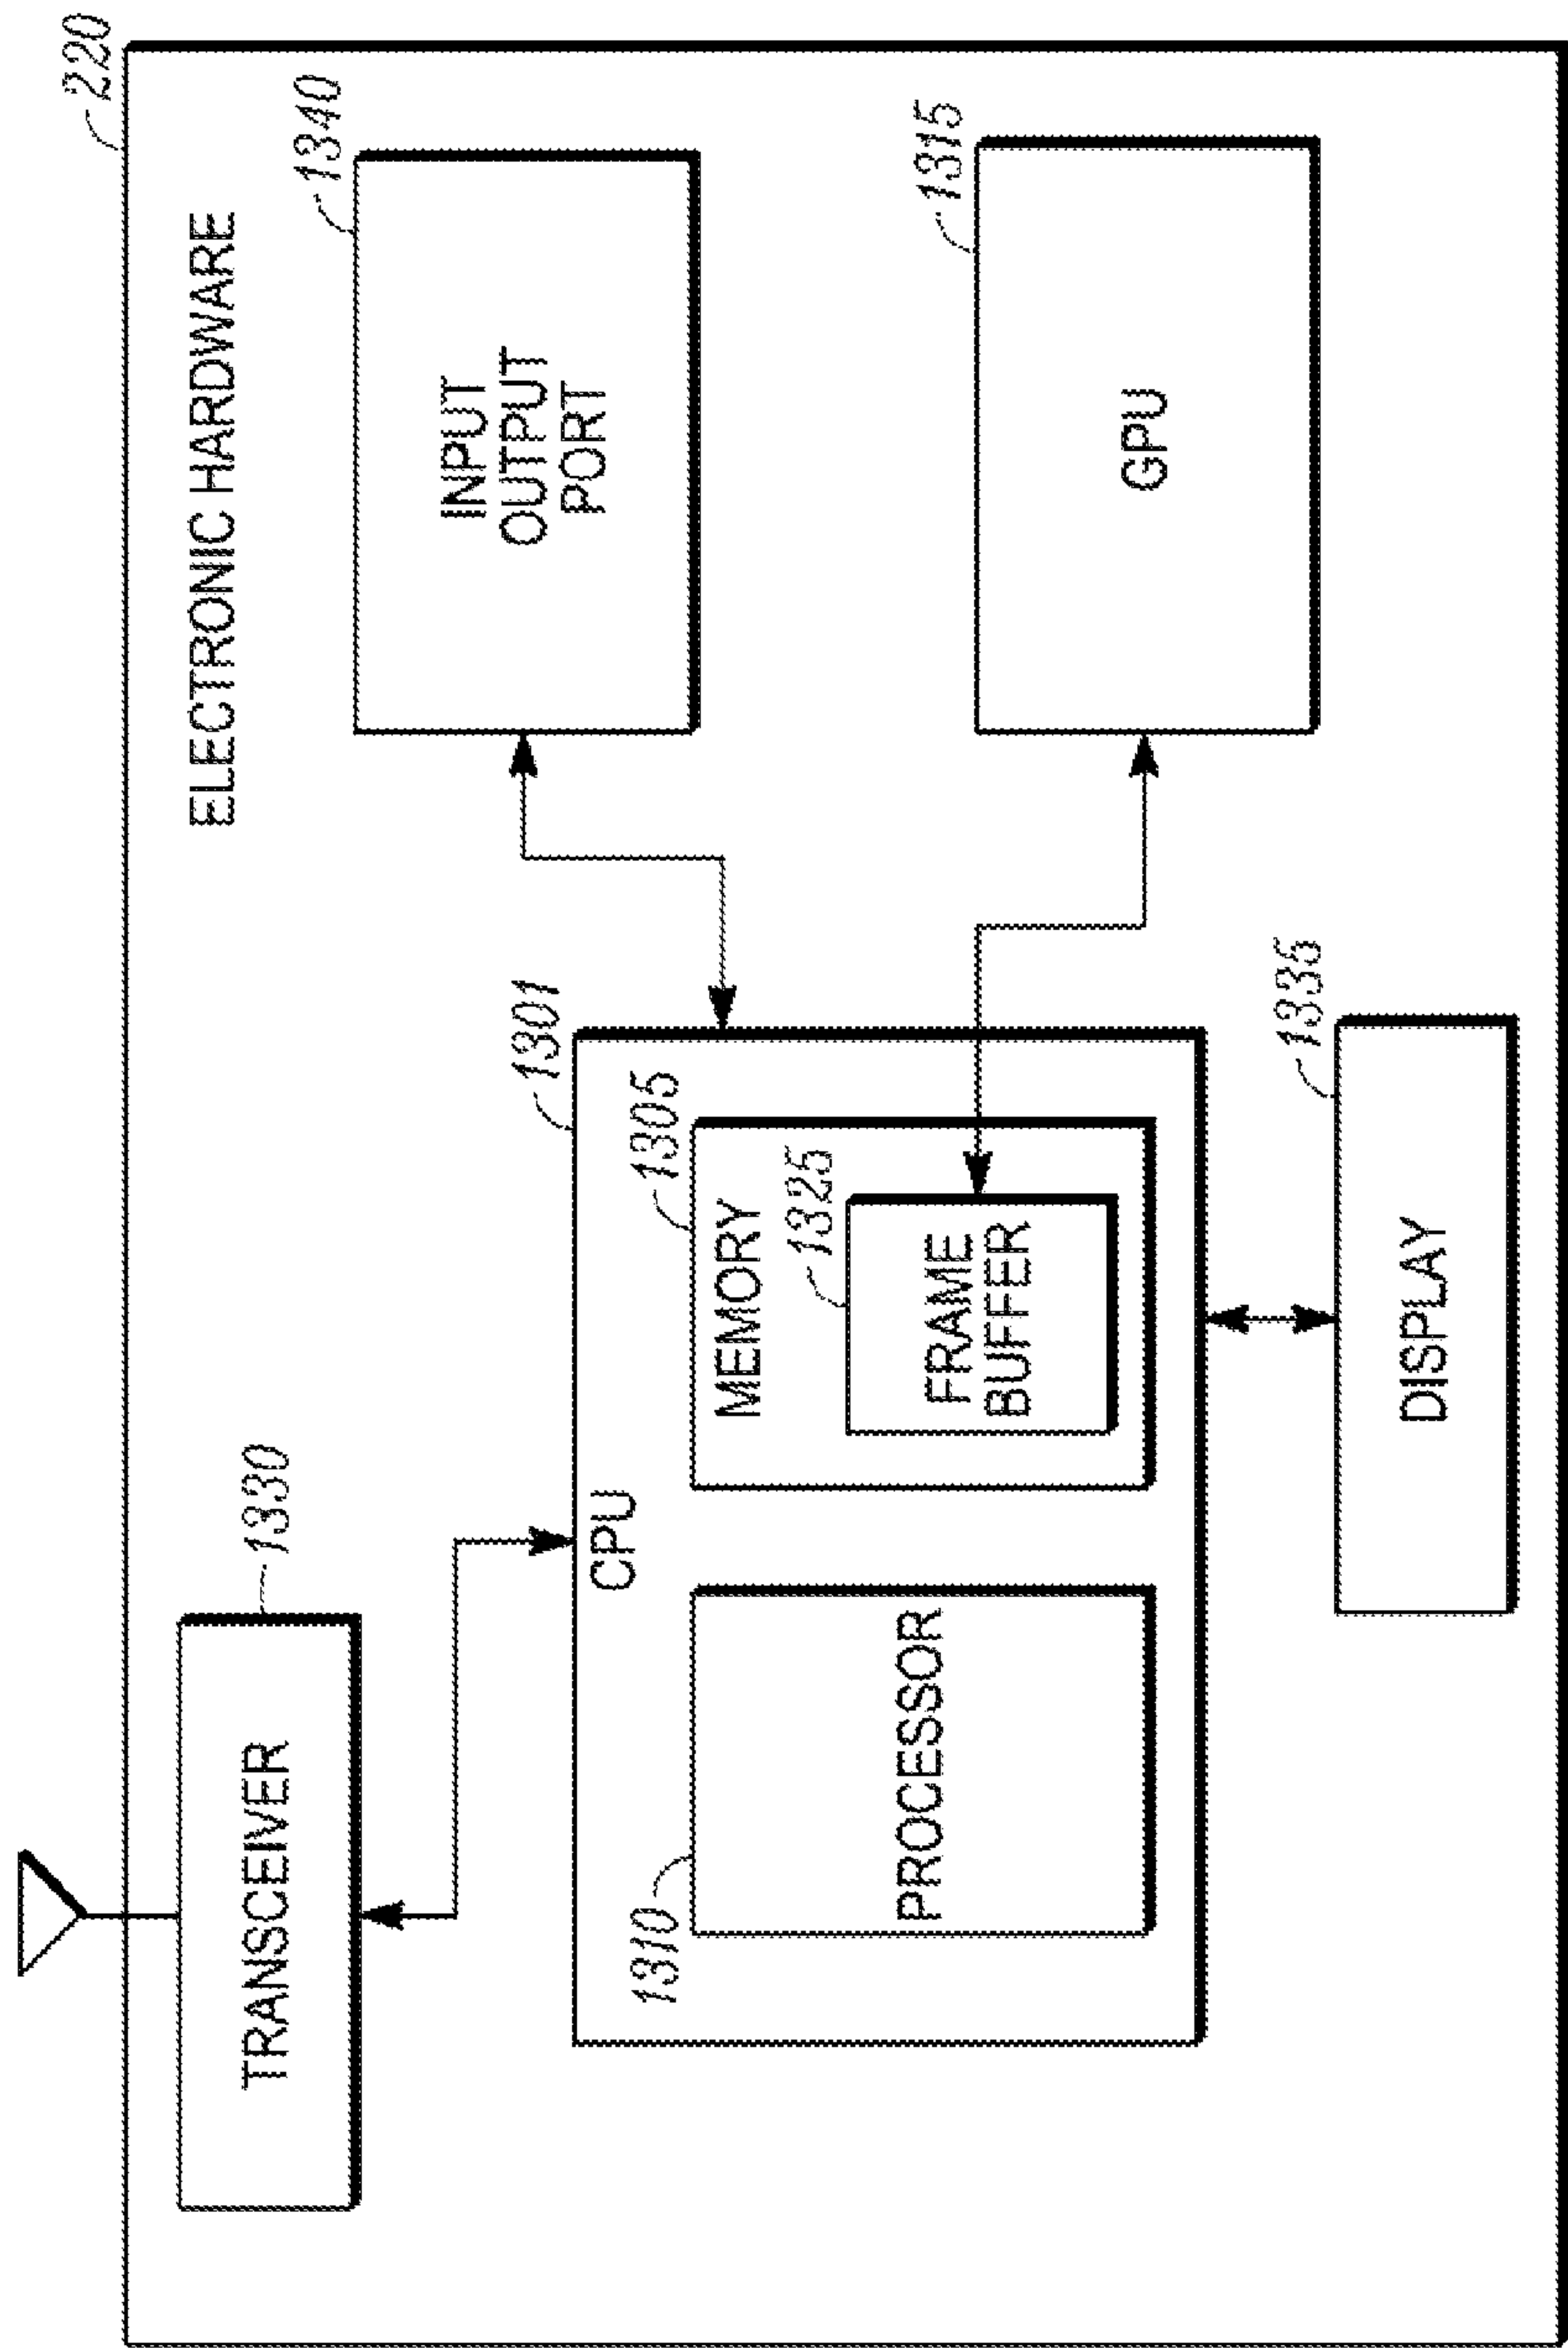 220
ELECTRONIC HARDWARE
TRANSCEIVER
1330
INPUT
OUTPUT
PORT
1340
CPU
1301
PROCESSOR
1310
MEMORY
1305
FRAME
BUFFER
1325
GPU
1315
DISPLAY
1335